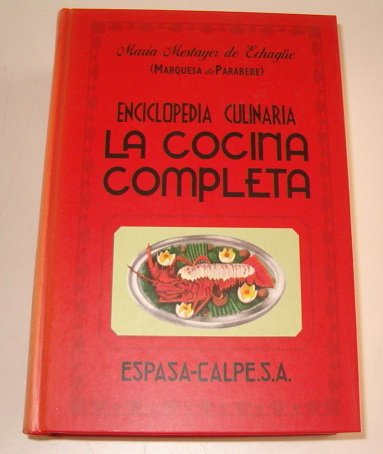 María Mestayer de Echagüe
(MARQUESA de PARABERE)
ENCICLOPEDIA CULINARIA
LA COCINA
COMPLETA
ESPASA-CALPE.S.A.